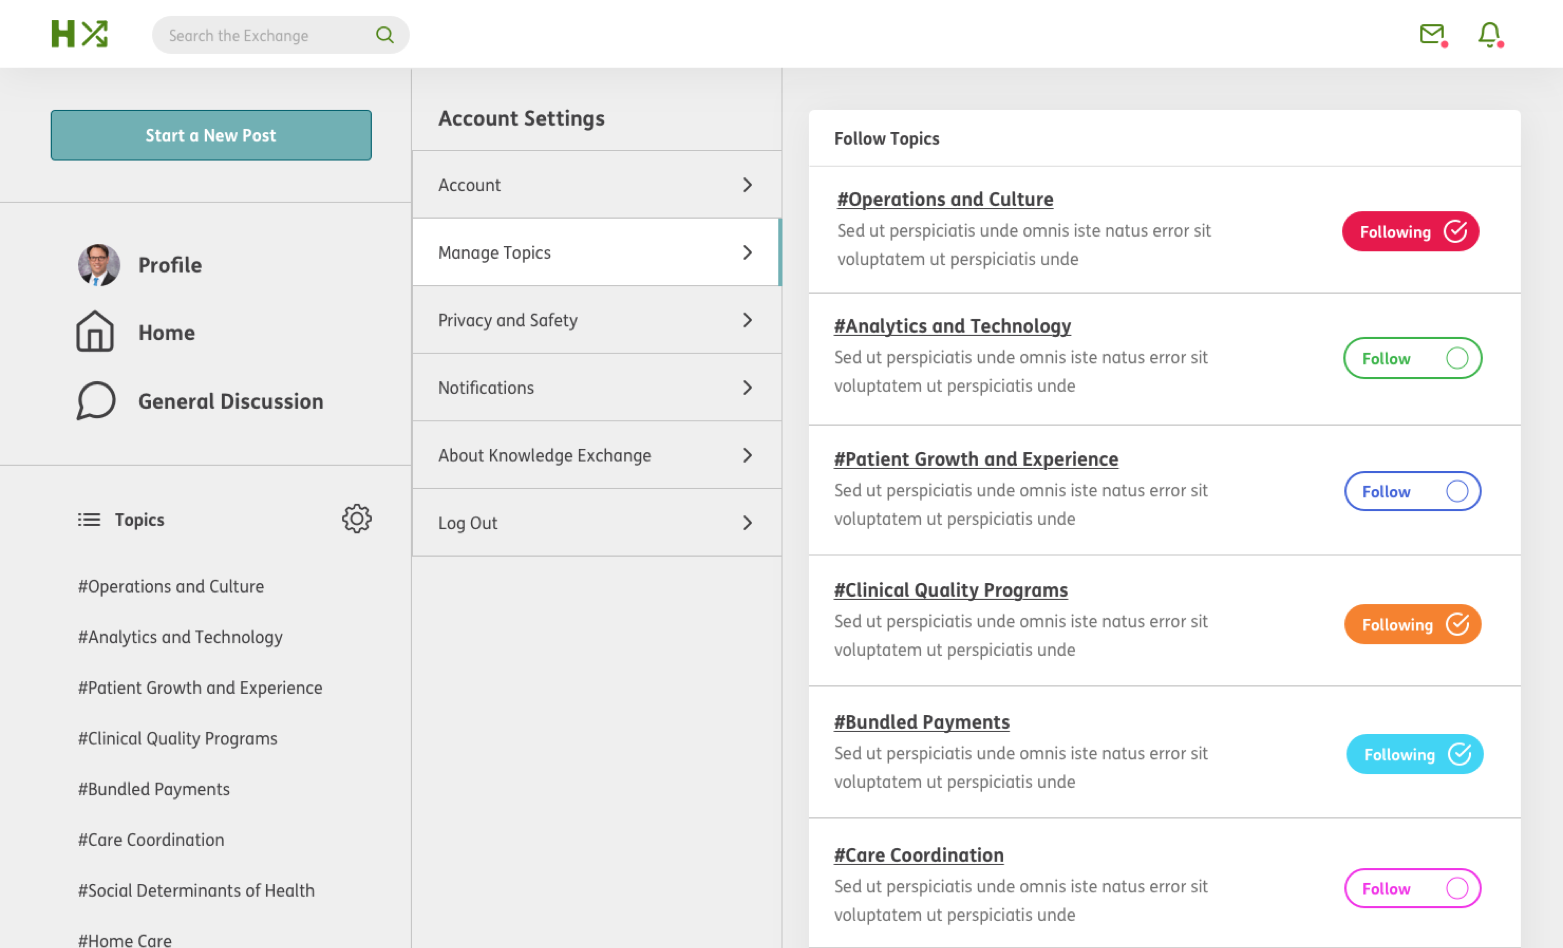 H
Search the Exchange
Start a New Post
Profile
Home
General Discussion
Topics
#Operations and Culture
#Analytics and Technology
#Patient Growth and Experience
#Clinical Quality Programs
#Bundled Payments
#Care Coordination
#Social Determinants of Health
#Home Care
Account Settings
Account
Manage Topics
Privacy and Safety
Notifications
About Knowledge Exchange
Log Out
Follow Topics
#Operations and Culture
Sed ut perspiciatis unde omnis iste natus error sit
voluptatem ut perspiciatis unde
Following
#Analytics and Technology
Sed ut perspiciatis unde omnis iste natus error sit
voluptatem ut perspiciatis unde
Follow
#Patient Growth and Experience
Sed ut perspiciatis unde omnis iste natus error sit
voluptatem ut perspiciatis unde
Follow
#Clinical Quality Programs
Sed ut perspiciatis unde omnis iste natus error sit
voluptatem ut perspiciatis unde
Following
#Bundled Payments
Sed ut perspiciatis unde omnis iste natus error sit
voluptatem ut perspiciatis unde
Following
#Care Coordination
Sed ut perspiciatis unde omnis iste natus error sit
voluptatem ut perspiciatis unde
Follow